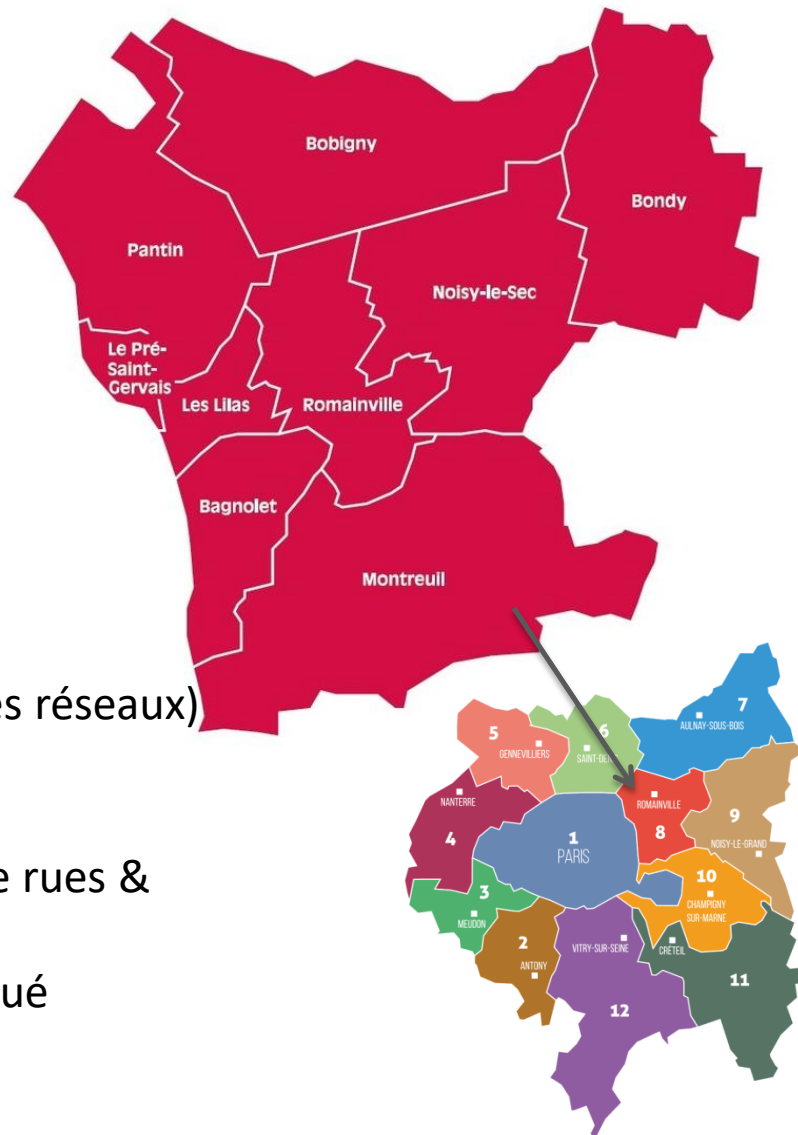 Bobigny
Bondy
Pantin
Noisy-le-Sec
Le Pré-
Saint-
Gervais
Les Lilas
Romainville
Bagnolet
Montreuil
es réseaux)
e rues &
ué
7
AULNAY-SOUS-BOIS
5
GENNEVILLIERS
6
SAINT-DENIS
NANTERRE
4
ROMAINVILLE
8
9
NOISY-LE-GRAND
1
PARIS
10
CHAMPIGNY
SUR-MARNE
3
MEUDON
2
ANTONY
VITRY-SUR-SEINE
CRÉTEIL
11
12